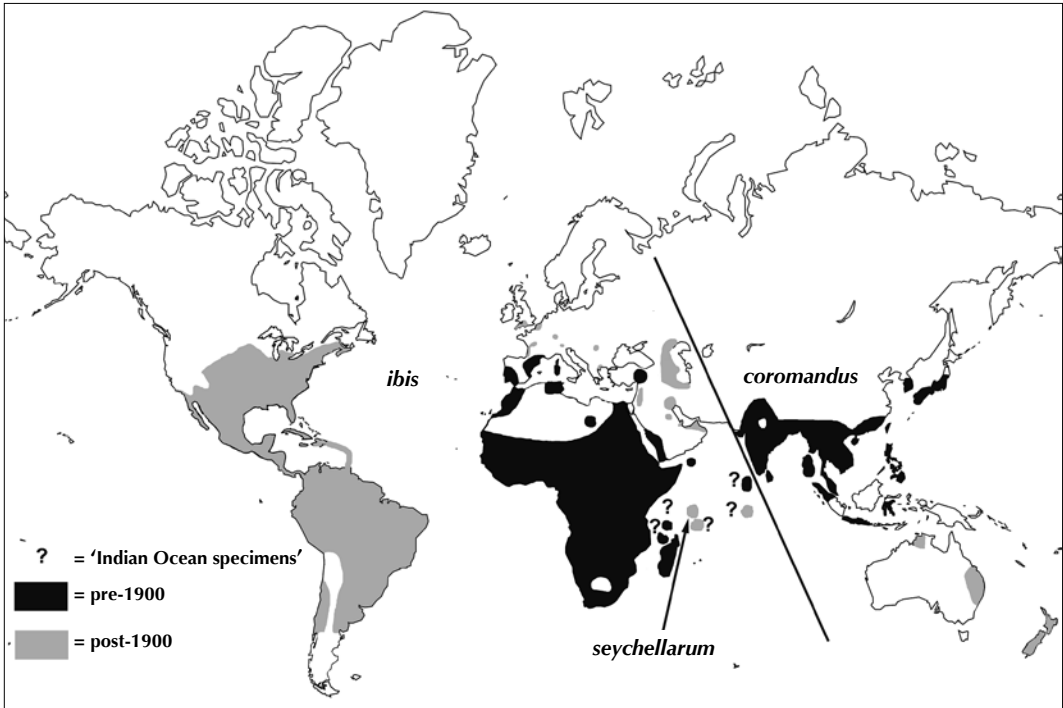 ibis
coromandus
?
?
?
?
?
?
seychellarum
? = ‘Indian Ocean specimens’
= pre-1900
= post-1900